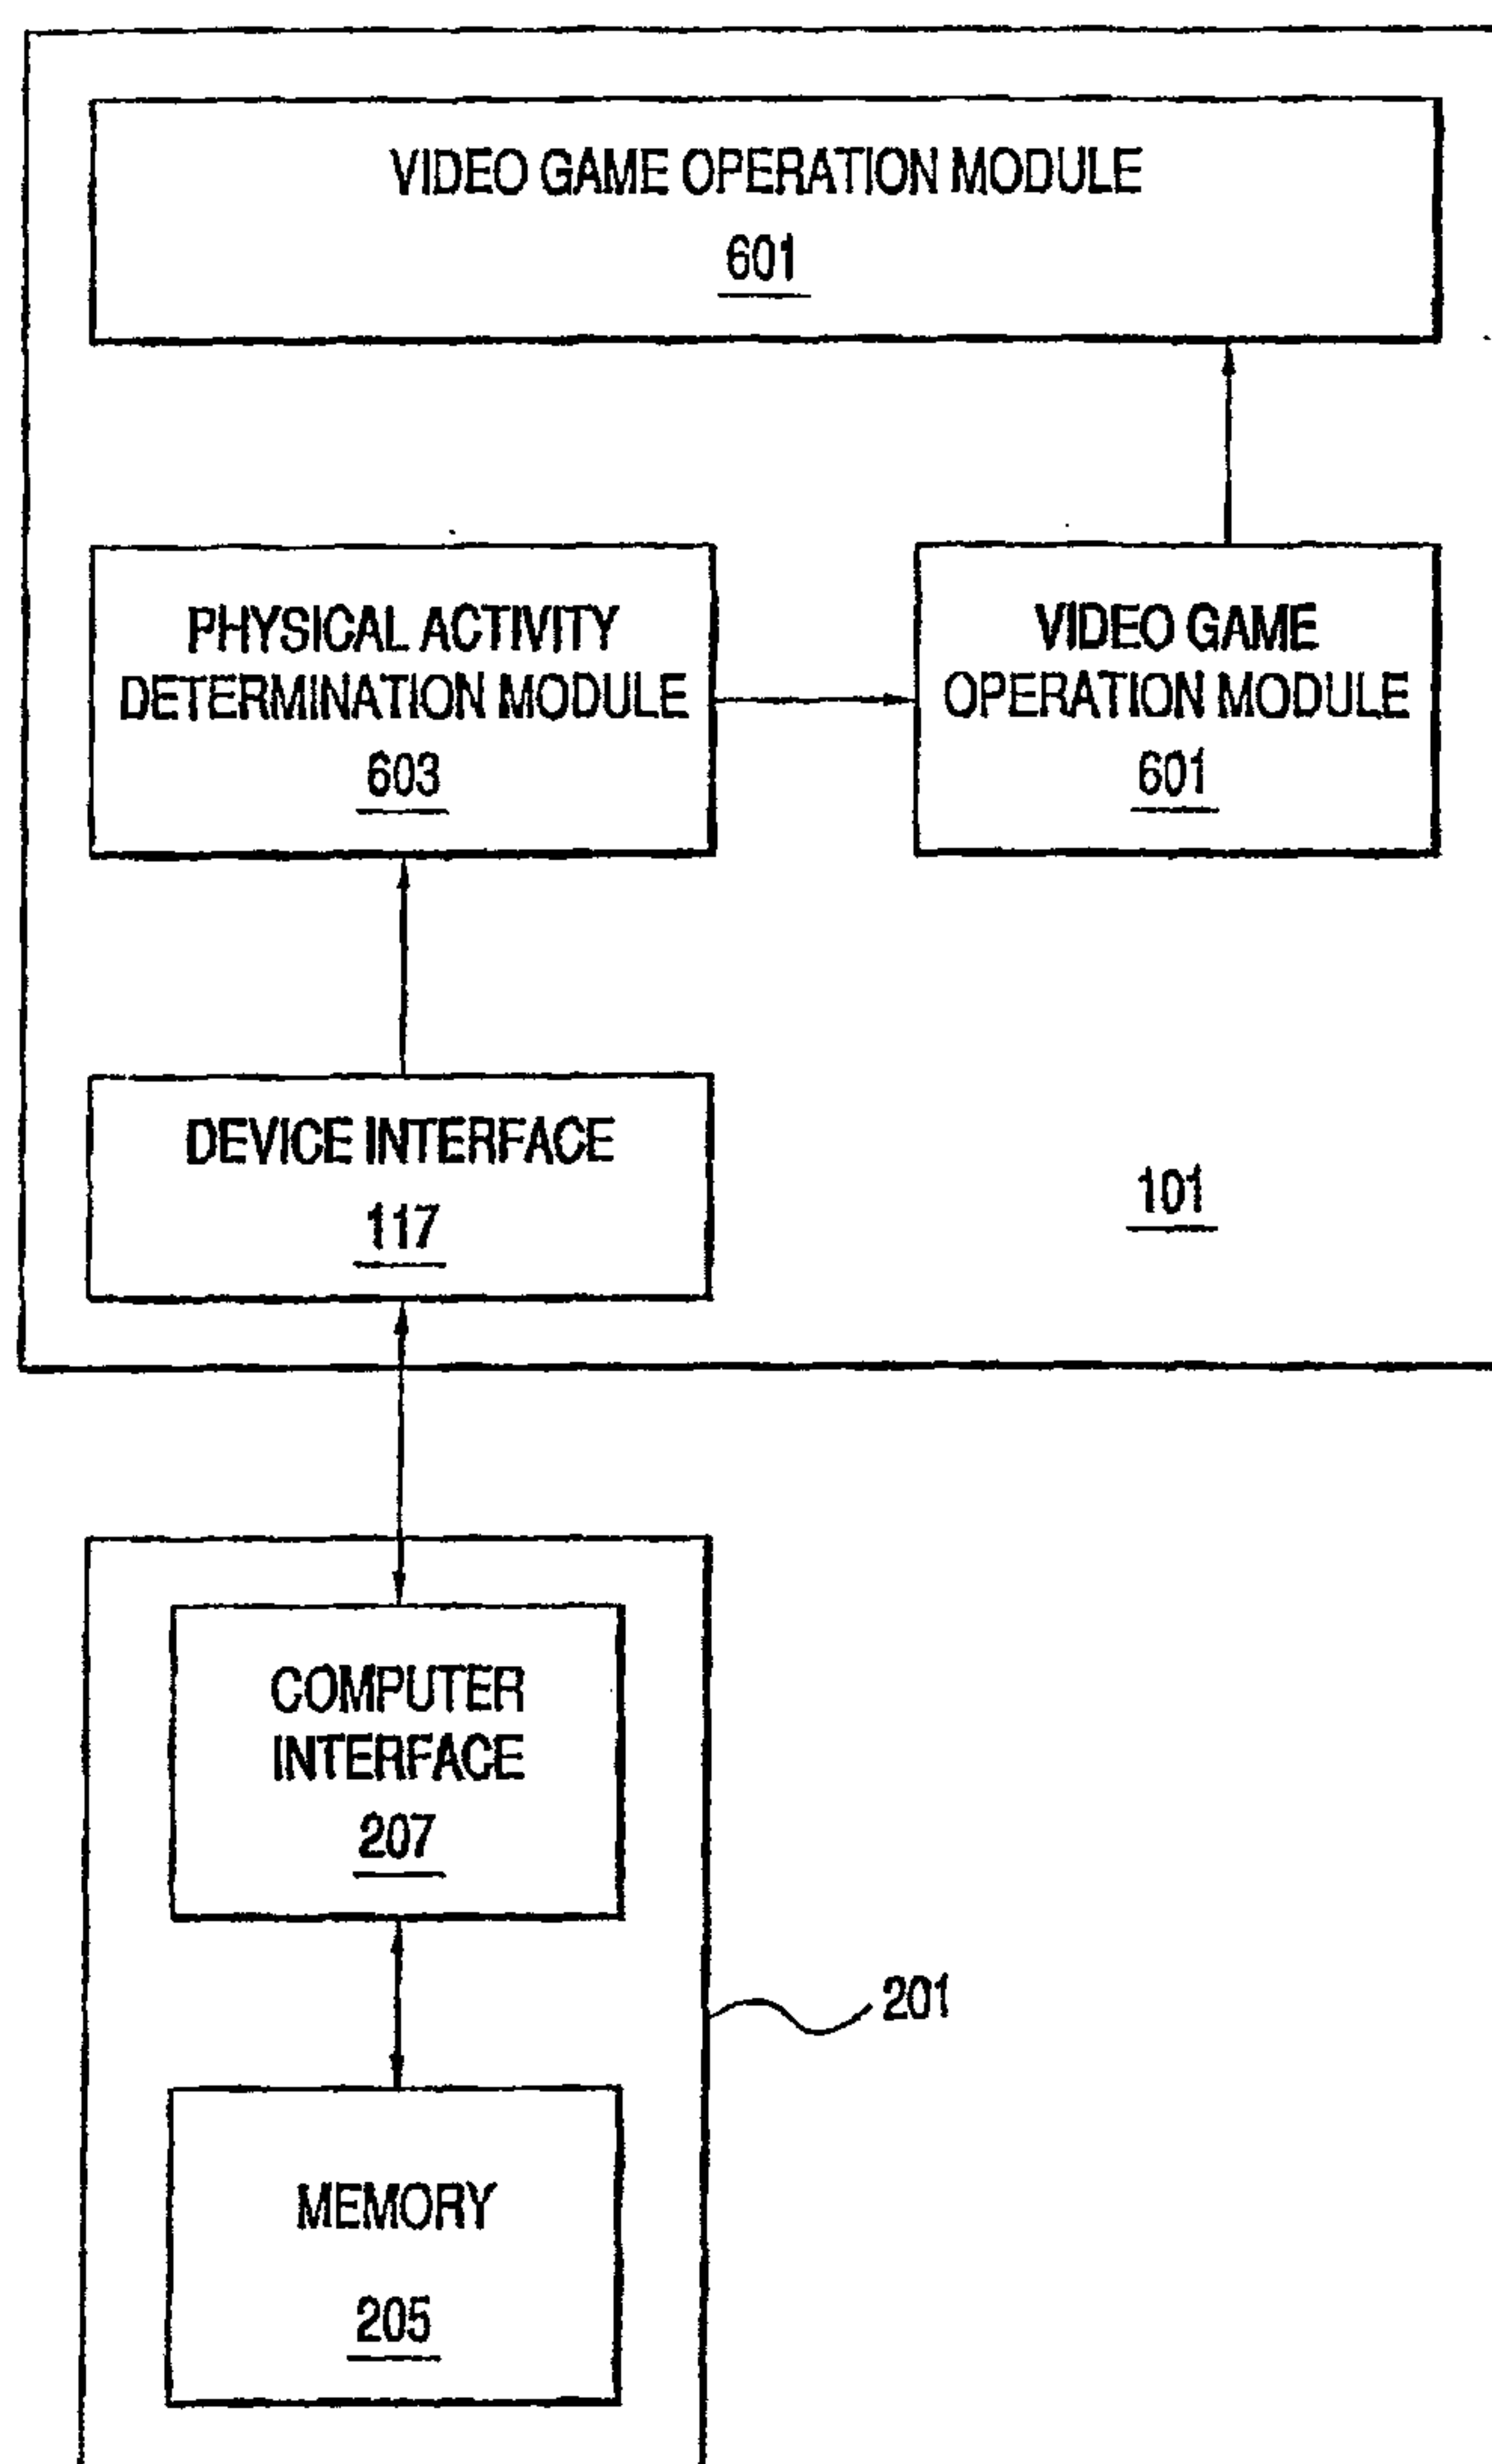 VIDEO GAME OPERATION MODULE
601
PHYSICAL ACTIVITY
DETERMINATION MODULE
603
VIDEO GAME
OPERATION MODULE
601
DEVICE INTERFACE
117
101
COMPUTER
INTERFACE
207
201
MEMORY
205